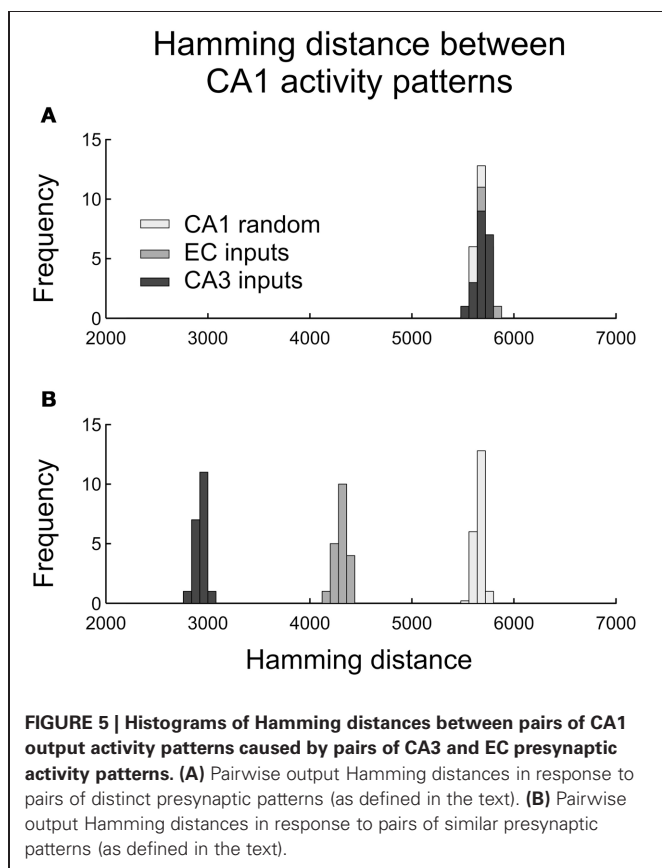 Hamming distance between
CA1 activity patterns
A
15
10
5
0
Frequency
CA1 random
EC inputs
CA3 inputs
2000 3000 4000 5000 6000 7000
B
15
10
5
0
Frequency
2000 3000 4000 5000 6000 7000
Hamming distance
FIGURE 5 | Histograms of Hamming distances between pairs of CA1
output activity patterns caused by pairs of CA3 and EC presynaptic
activity patterns. (A) Pairwise output Hamming distances in response to
pairs of distinct presynaptic patterns (as defined in the text). (B) Pairwise
output Hamming distances in response to pairs of similar presynaptic
patterns (as defined in the text).